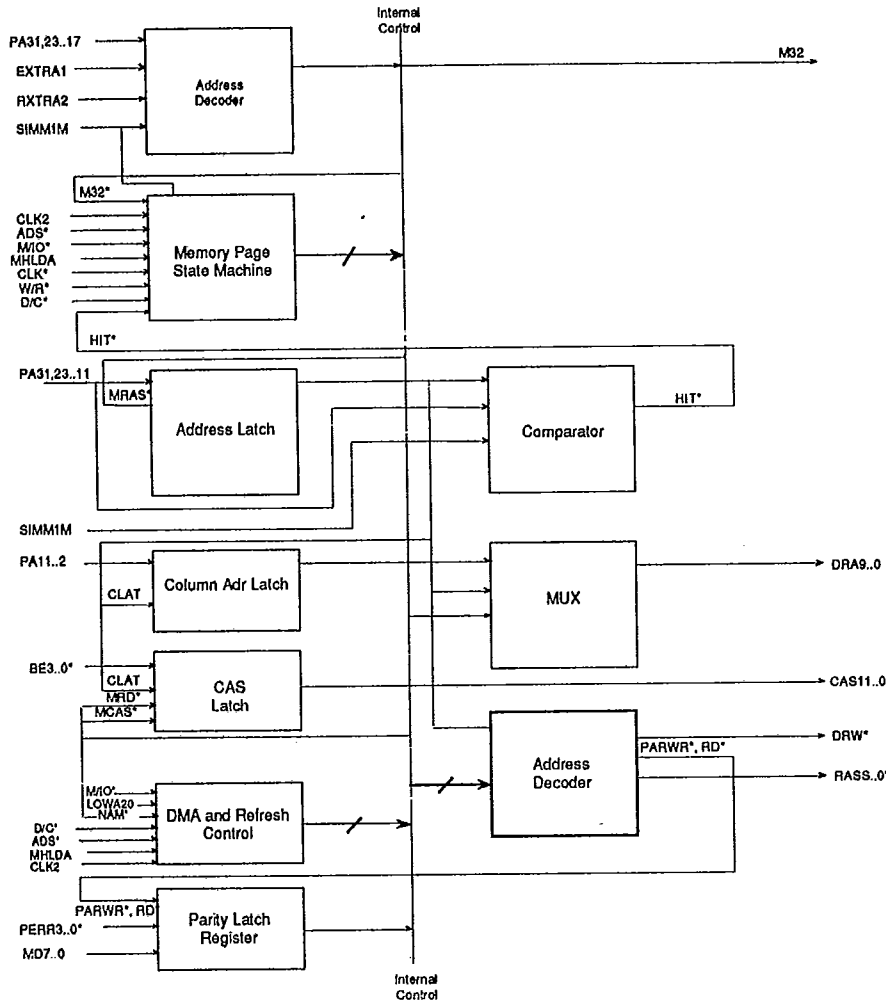 Internal
Control
PA31,23..17
EXTRA1
RXTRA2
SIMM1M
Address
Decoder
M32
M32*
CLK2
ADS*
M/IO*
MHLDA
CLK*
W/R*
D/C*
Memory Page
State Machine
HIT*
PA31,23..11
MRAS*
Address Latch
Comparator
HIT*
SIMM1M
PA11..2
CLAT
Column Adr Latch
MUX
DRA9..0
BE3..0*
CLAT
MRD*
MCAS*
CAS
Latch
CAS11..0
Address
Decoder
DRW*
PARWR*, RD*
RASS..0*
M/IO*
LOWA20
NAM*
D/C*
ADS*
MHLDA
CLK2
DMA and Refresh
Control
PARWR*, RD
PERR3..0*
MD7..0
Parity Latch
Register
Internal
Control